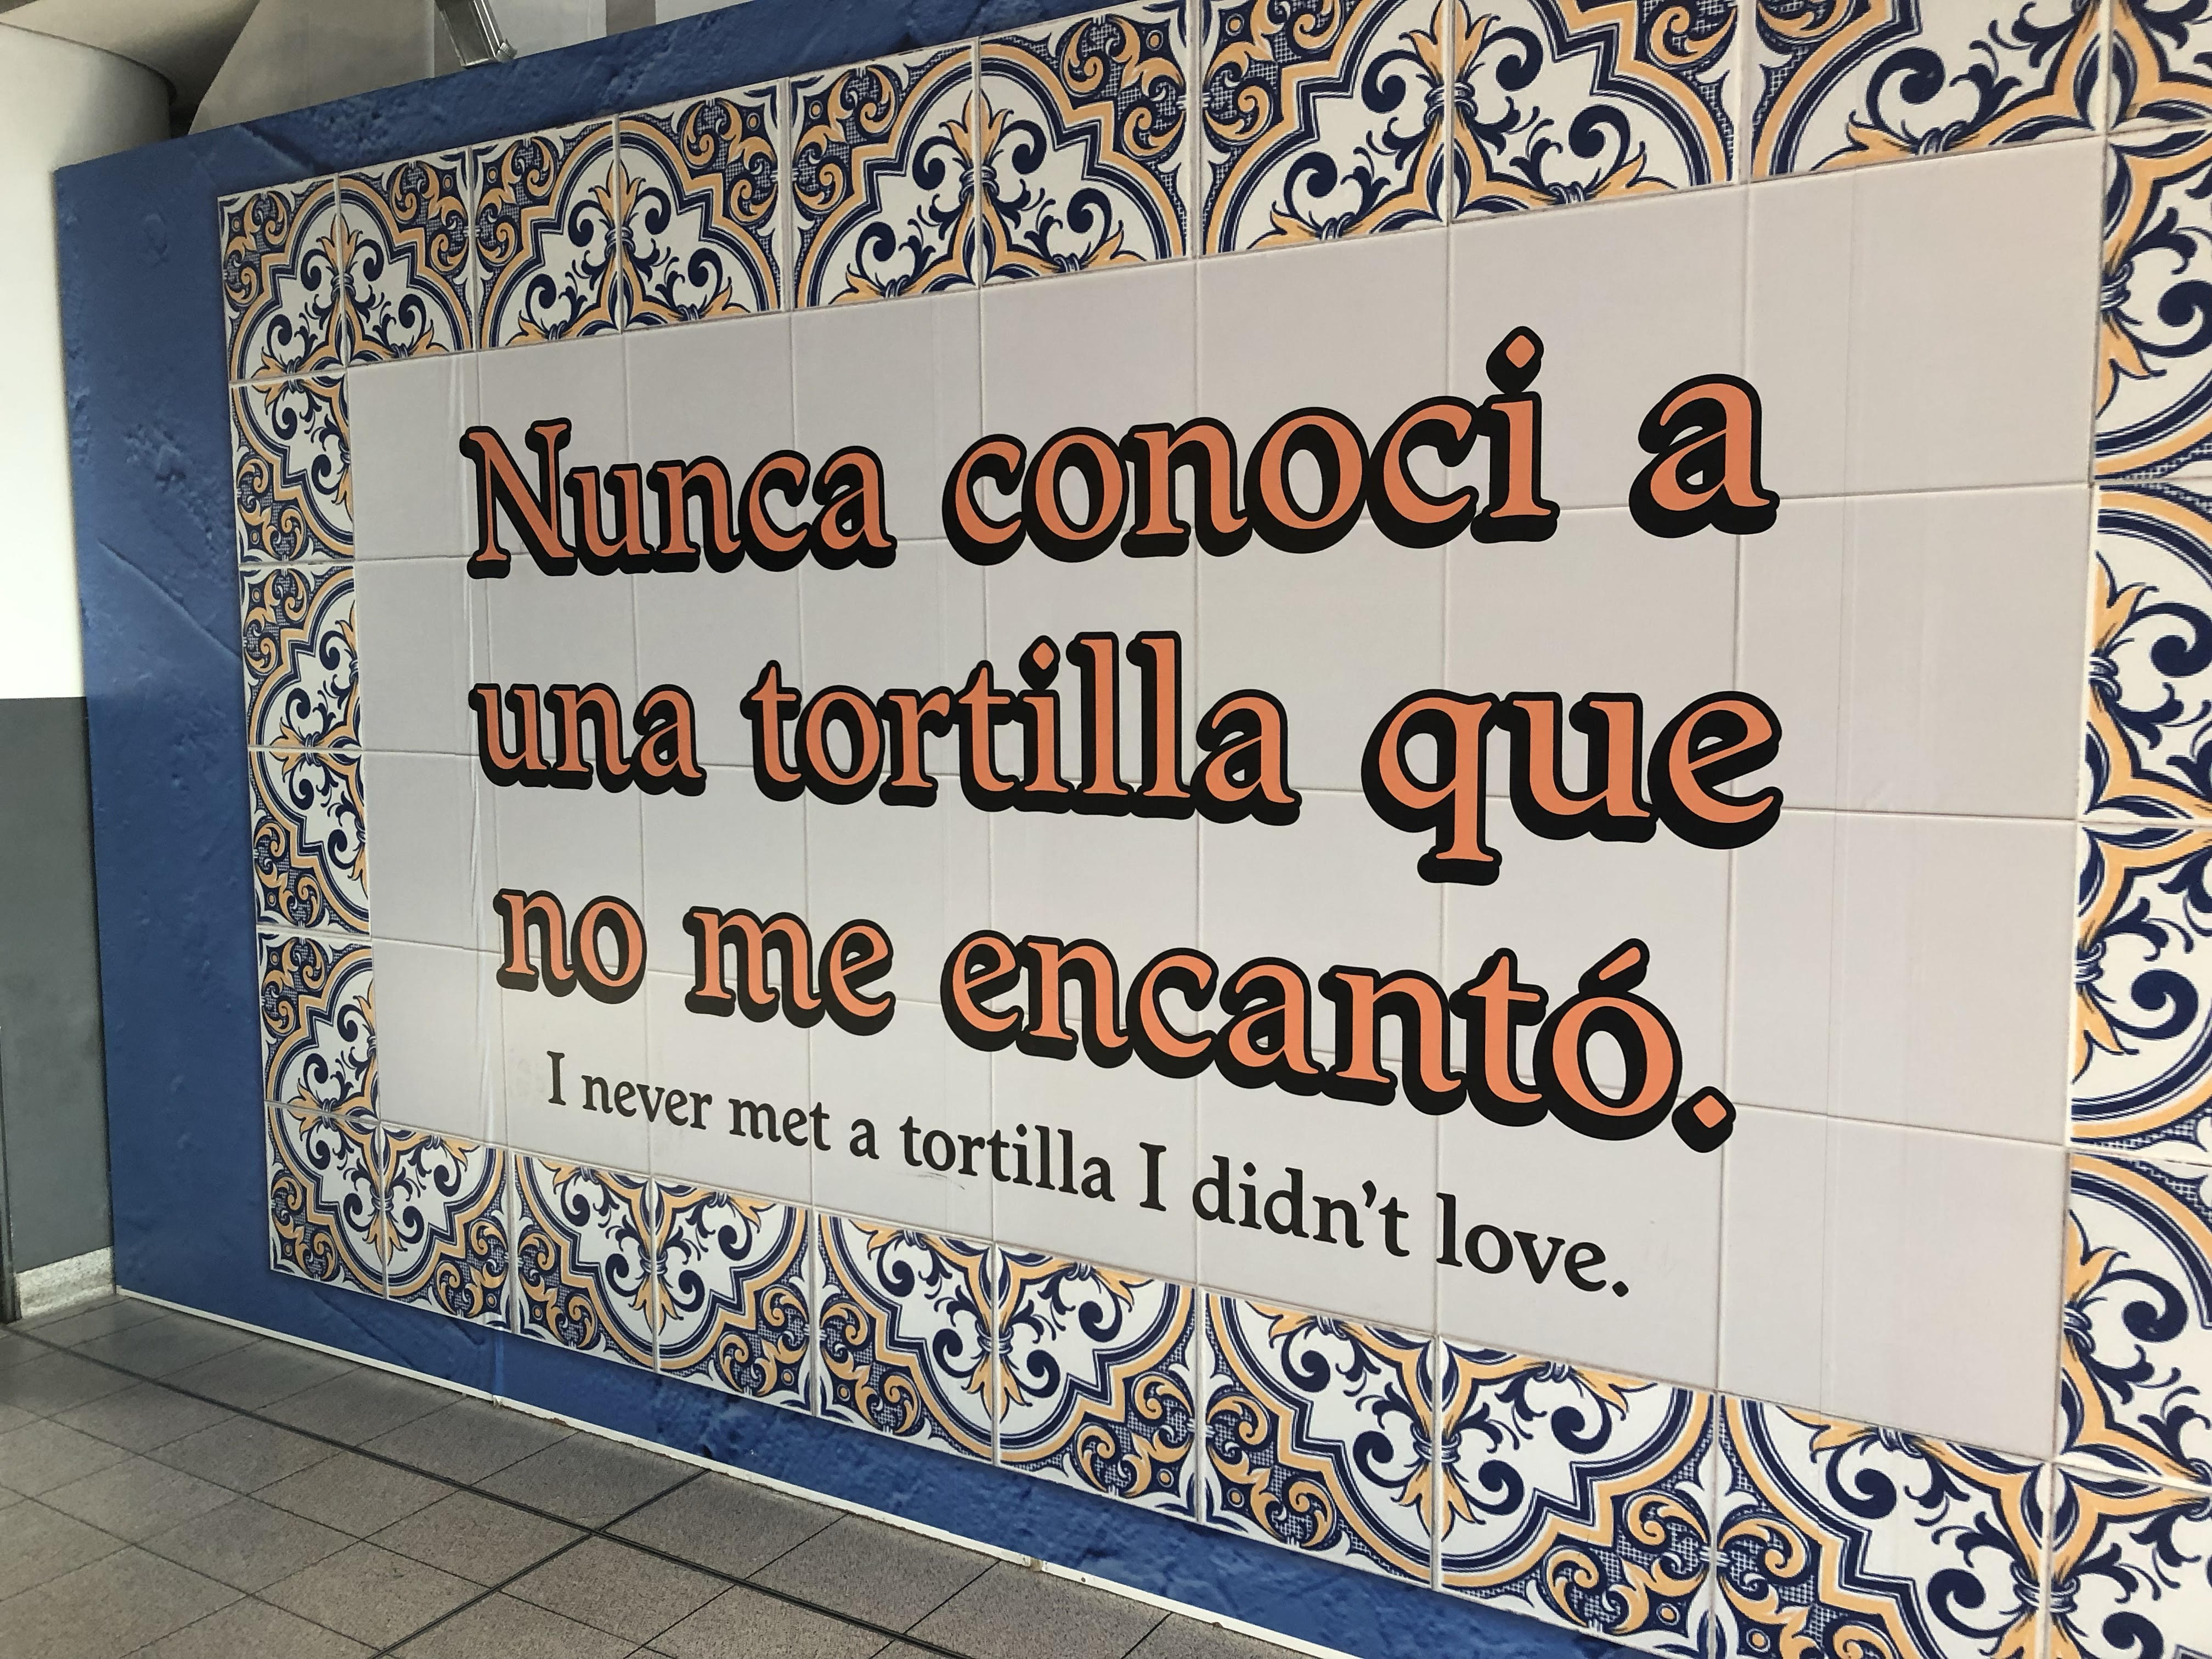 Nunca conoci a
una tortilla que
no me encantó.
I never met a tortilla I didn't love.